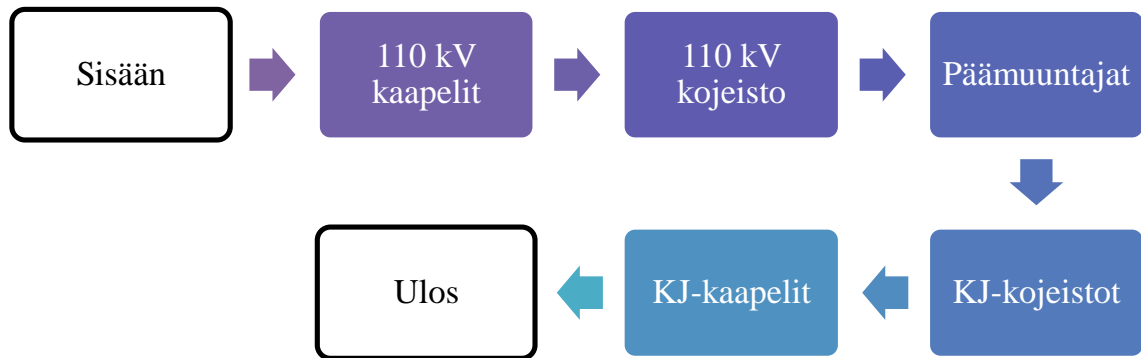 Sisään
110 kV
kaapelit
110 kV
kojeisto
Päämuuntajat
KJ-kojeistot
KJ-kaapelit
Ulos